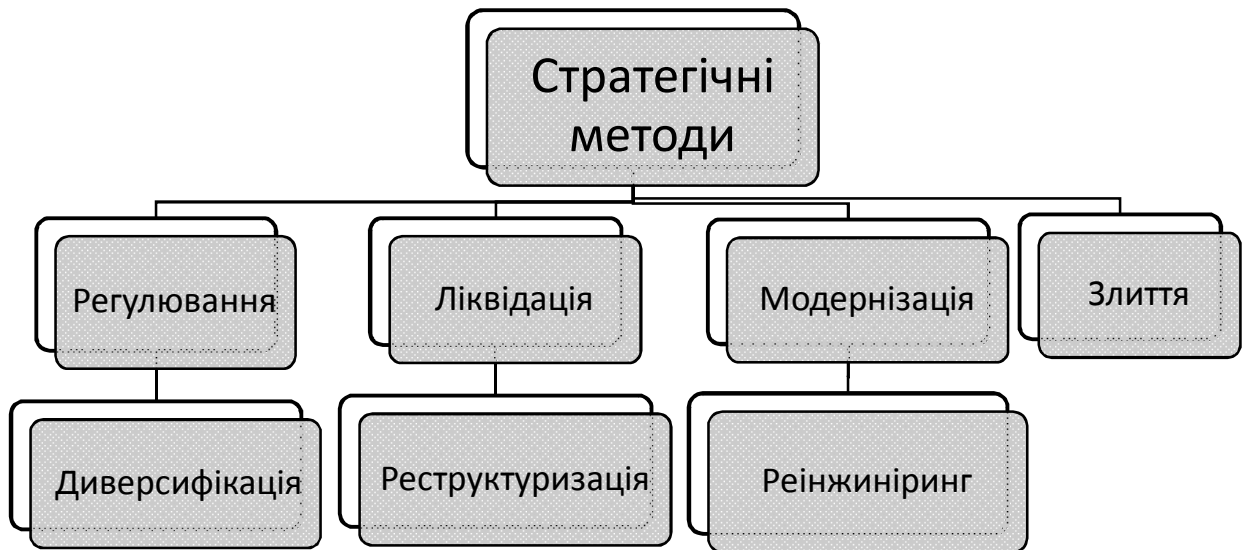 Стратегічні
методи
Регулювання
Ліквідація
Модернізація
Злиття
Диверсифікація
Реструктуризація
Реінжиніринг